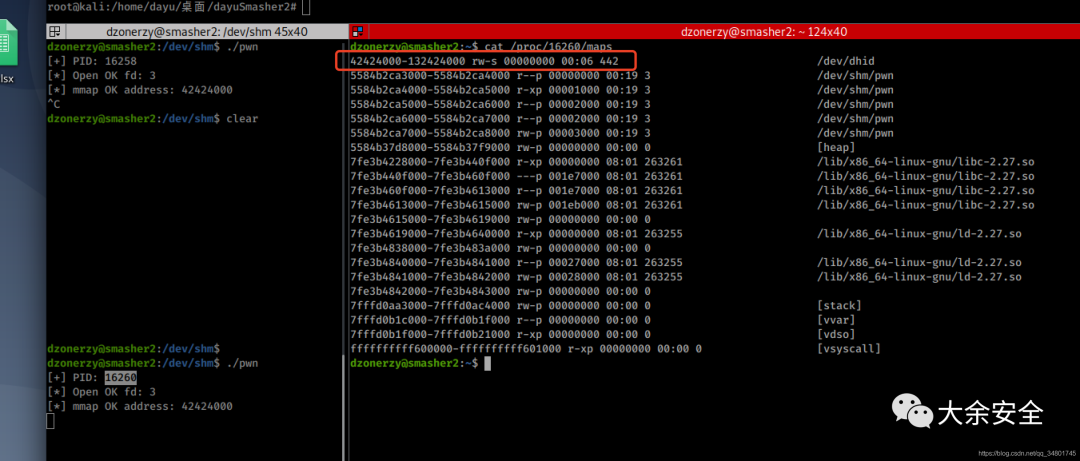 root@kali:/home/dayu/桌面/dayuSmasher2#
lsx
dzonerzy@smasher2: /dev/shm 45x40
dzonerzy@smasher2:/dev/shm$ ./pwn
[+] PID: 16258
[*] Open OK fd: 3
[*] mmap OK address: 42424000
^C
dzonerzy@smasher2:/dev/shm$ clear
dzonerzy@smasher2:/dev/shm$
dzonerzy@smasher2:/dev/shm$ ./pwn
[+] PID: 16260
[*] Open OK fd: 3
[*] mmap OK address: 42424000
dzonerzy@smasher2: ~ 124x40
dzonerzy@smasher2:~$ cat /proc/16260/maps
42424000-132424000 rw-s 00000000 00:06 442 /dev/dhid
5584b2ca3000-5584b2ca4000 r--p 00000000 00:19 3 /dev/shm/pwn
5584b2ca4000-5584b2ca5000 r-xp 00001000 00:19 3 /dev/shm/pwn
5584b2ca5000-5584b2ca6000 r--p 00002000 00:19 3 /dev/shm/pwn
5584b2ca6000-5584b2ca7000 r--p 00002000 00:19 3 /dev/shm/pwn
5584b2ca7000-5584b2ca8000 rw-p 00003000 00:19 3 /dev/shm/pwn
5584b37d8000-5584b37f9000 rw-p 00000000 00:00 0 [heap]
7fe3b4228000-7fe3b440f000 r-xp 00000000 08:01 263261 /lib/x86_64-linux-gnu/libc-2.27.so
7fe3b440f000-7fe3b460f000 ---p 001e7000 08:01 263261 /lib/x86_64-linux-gnu/libc-2.27.so
7fe3b460f000-7fe3b4613000 r--p 001e7000 08:01 263261 /lib/x86_64-linux-gnu/libc-2.27.so
7fe3b4613000-7fe3b4615000 rw-p 001eb000 08:01 263261 /lib/x86_64-linux-gnu/libc-2.27.so
7fe3b4615000-7fe3b4619000 rw-p 00000000 00:00 0
7fe3b4619000-7fe3b4640000 r-xp 00000000 08:01 263255 /lib/x86_64-linux-gnu/ld-2.27.so
7fe3b4838000-7fe3b483a000 rw-p 00000000 00:00 0
7fe3b4840000-7fe3b4841000 r--p 00027000 08:01 263255 /lib/x86_64-linux-gnu/ld-2.27.so
7fe3b4841000-7fe3b4842000 rw-p 00028000 08:01 263255 /lib/x86_64-linux-gnu/ld-2.27.so
7fe3b4842000-7fe3b4843000 rw-p 00000000 00:00 0
7fffd0aa3000-7fffd0ac4000 rw-p 00000000 00:00 0 [stack]
7fffd0b1c000-7fffd0b1f000 r--p 00000000 00:00 0 [vvar]
7fffd0b1f000-7fffd0b21000 r-xp 00000000 00:00 0 [vdso]
ffffffffff600000-ffffffffff601000 r-xp 00000000 00:00 0 [vsyscall]
dzonerzy@smasher2:~$
大余安全
https://blog.csdn.net/qq_34801745